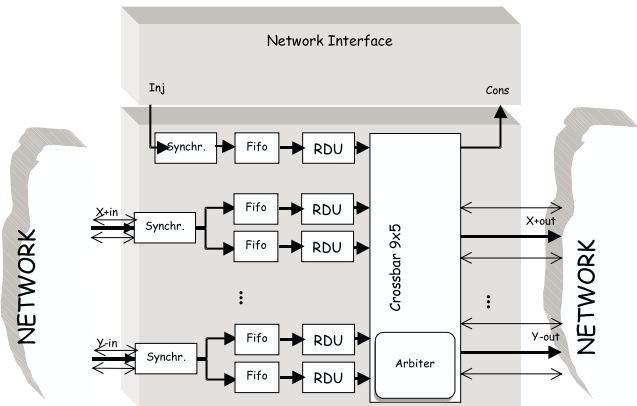 Network Interface
Inj
Cons
Synchr.
Fifo
RDU
X+in
Synchr.
Fifo
RDU
Fifo
RDU
Crossbar 9x5
X+out
NETWORK
NETWORK
Y-in
Synchr.
Fifo
RDU
Fifo
RDU
Arbiter
Y-out